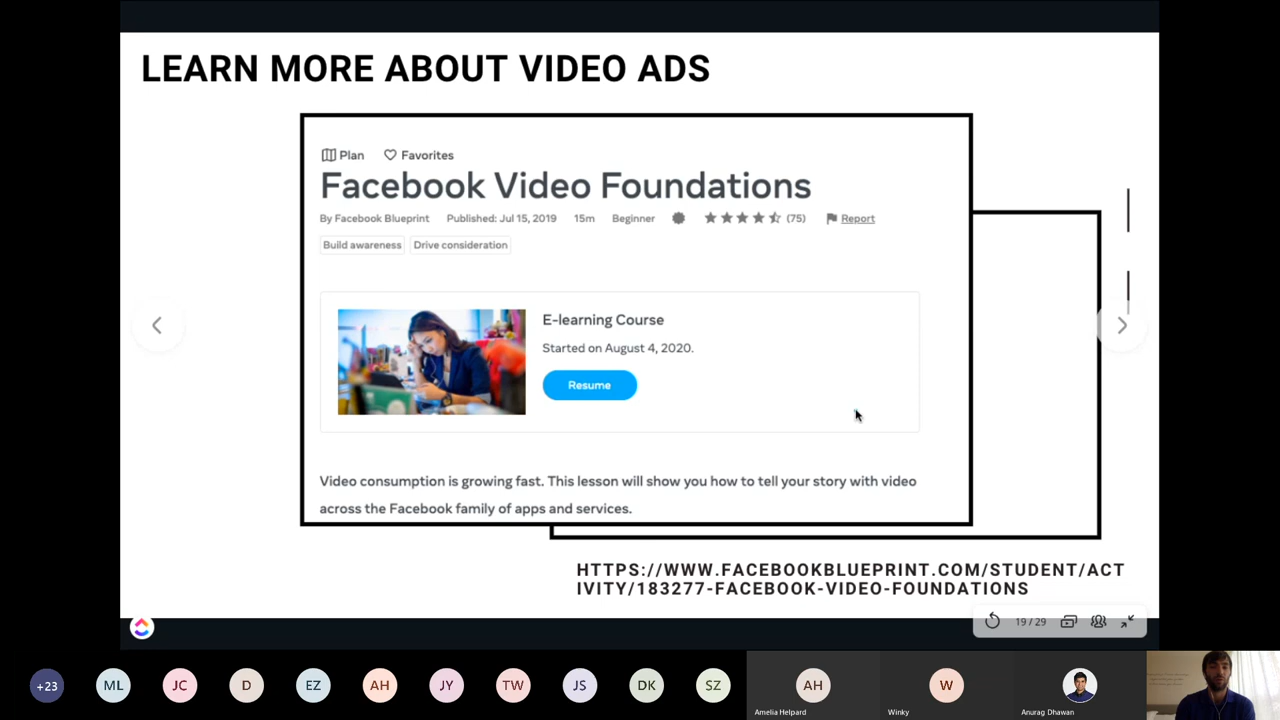 LEARN MORE ABOUT VIDEO ADS
Plan Favorites
Facebook Video Foundations
By Facebook Blueprint Published: Jul 15, 2019 15m Beginner (75) Report
Build awareness Drive consideration
E-learning Course
Started on August 4, 2020.
Resume
Video consumption is growing fast. This lesson will show you how to tell your story with video
across the Facebook family of apps and services.
HTTPS://WWW.FACEBOOKBLUEPRINT.COM/STUDENT/ACT
IVITY/183277-FACEBOOK-VIDEO-FOUNDATIONS
19 / 29
+23 ML JC D EZ AH JY TW JS DK SZ AH W
Amelia Helpard Winky Anurag Dhawan